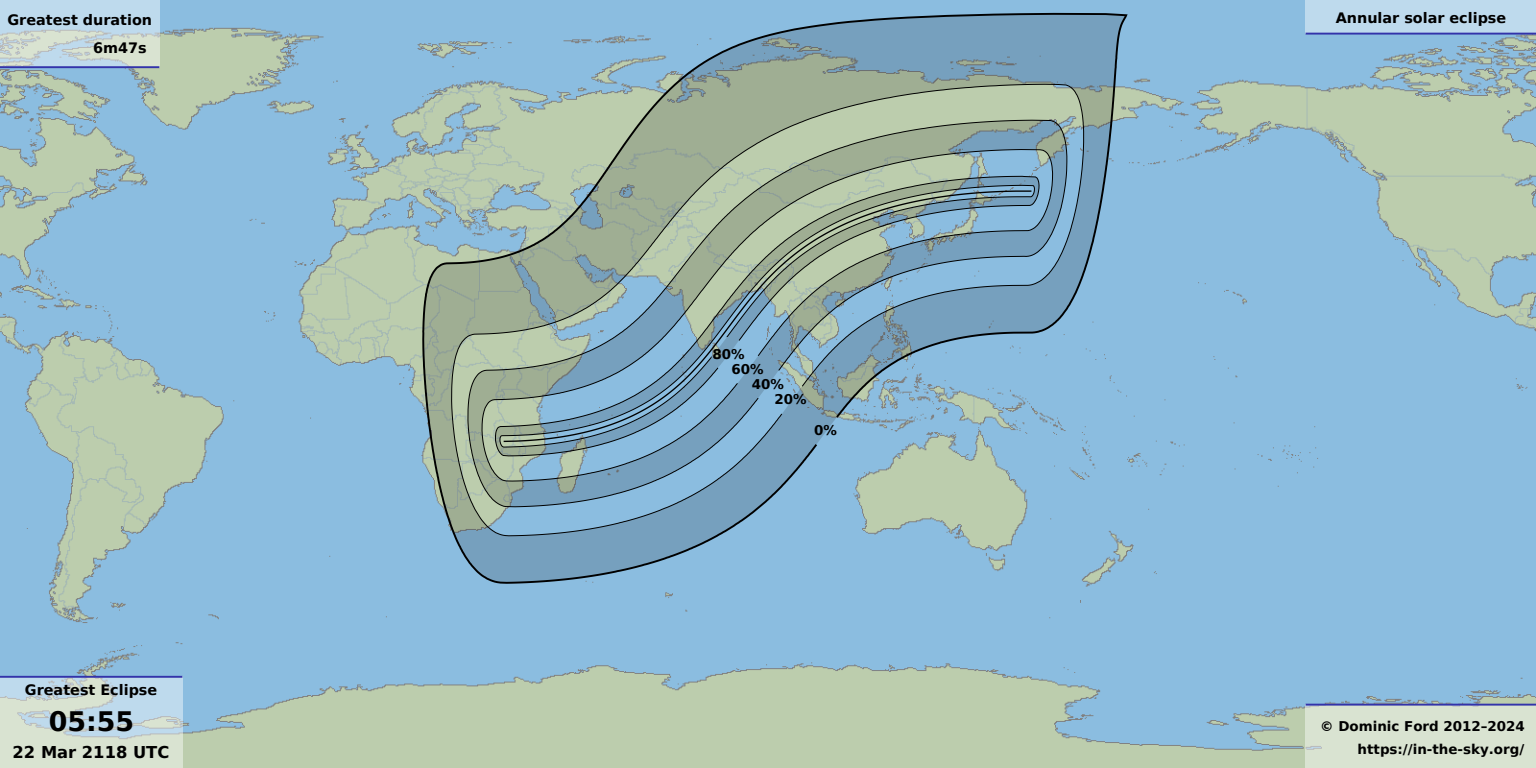 Greatest duration
6m47s
Annular solar eclipse
80%
60%
40%
20%
0%
Greatest Eclipse
05:55
22 Mar 2118 UTC
© Dominic Ford 2012–2024
https://in-the-sky.org/